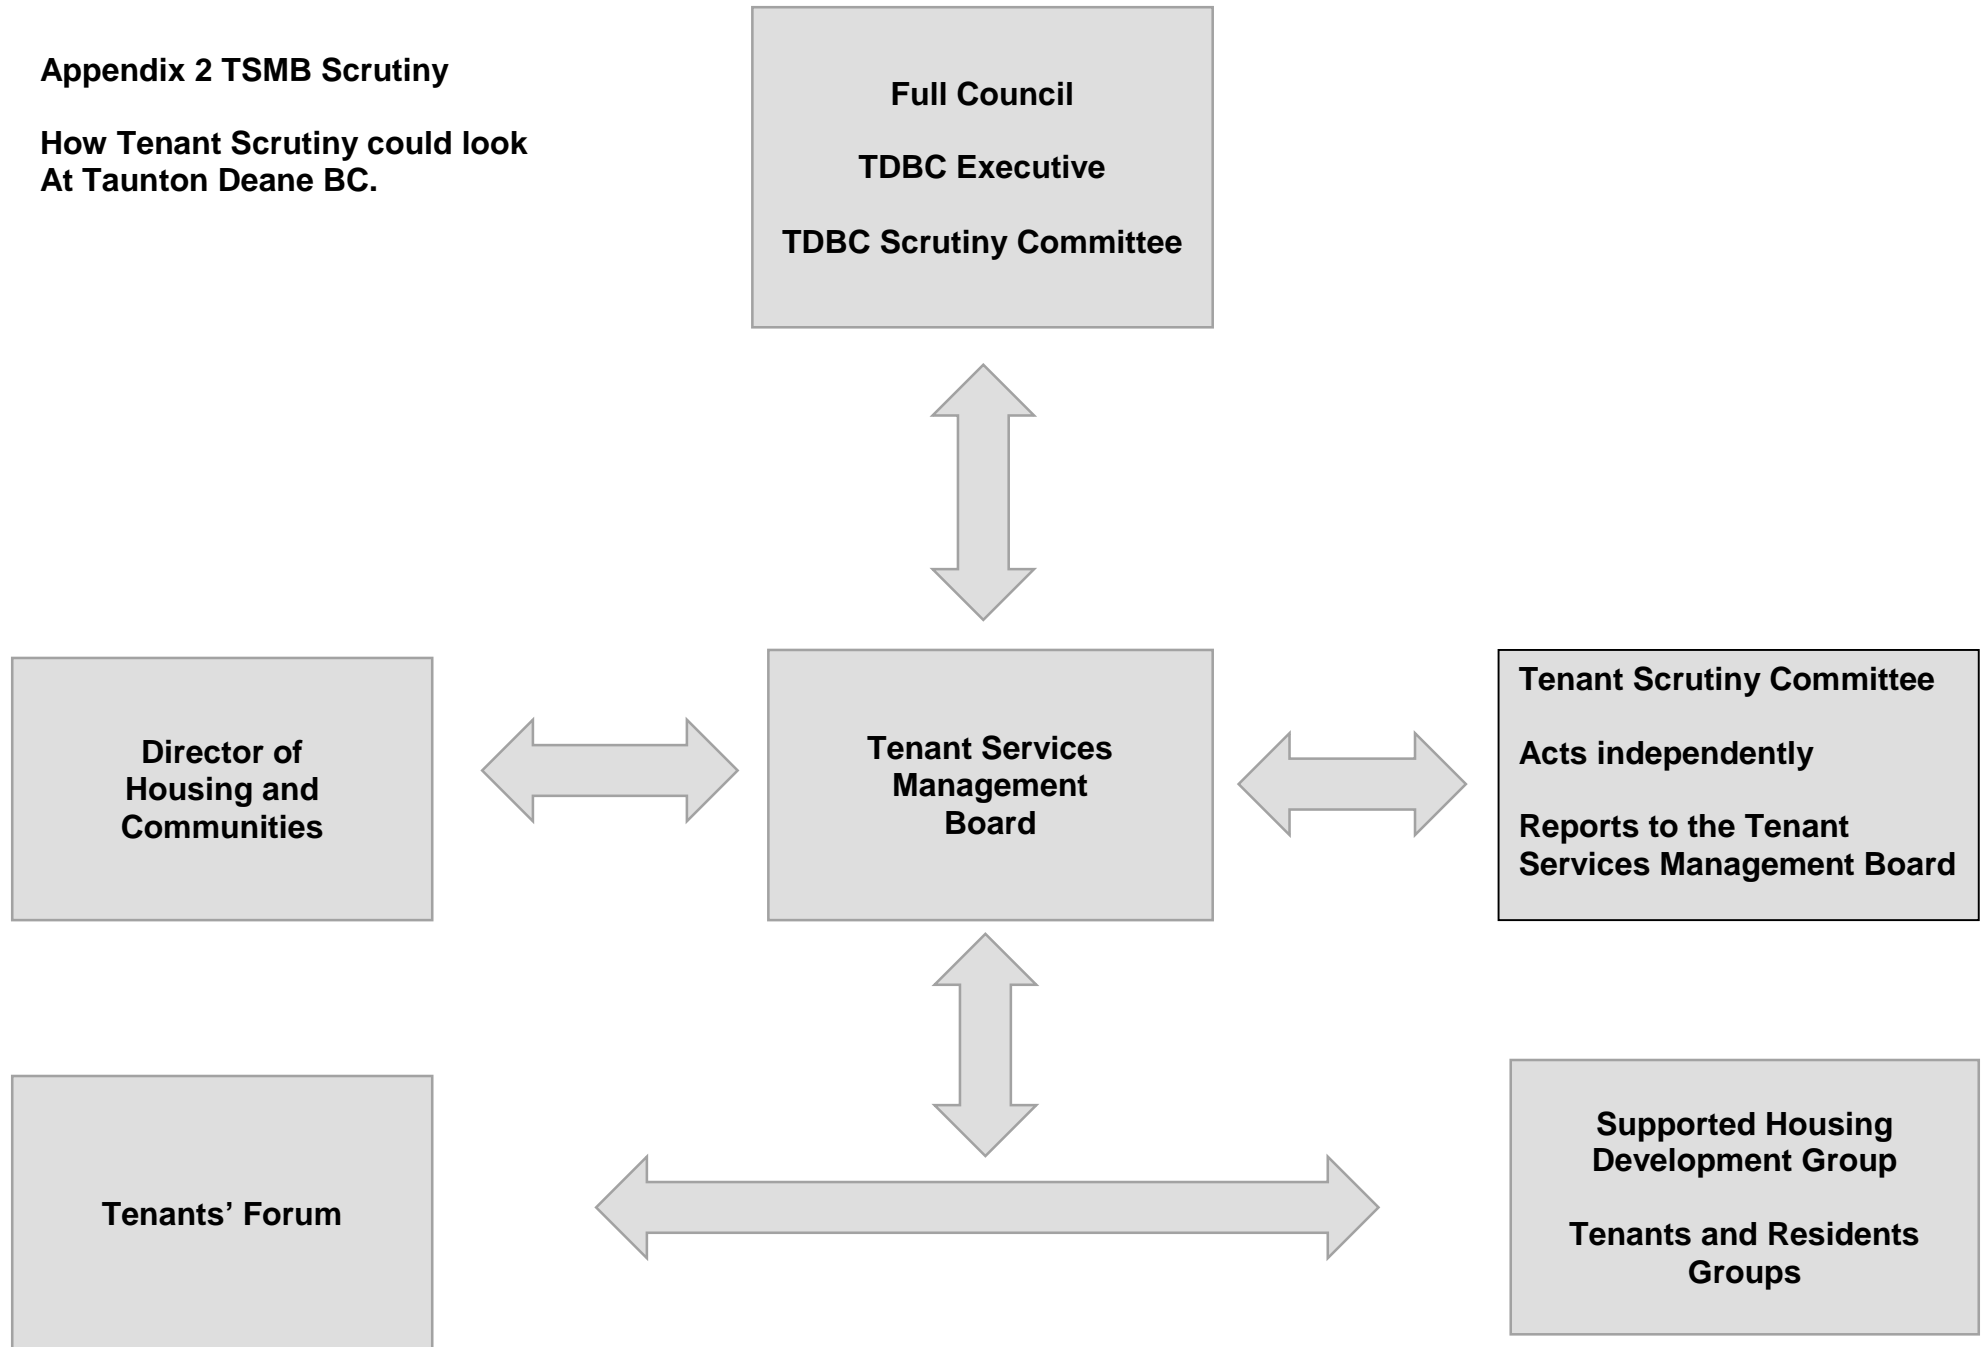 Appendix 2 TSMB Scrutiny
How Tenant Scrutiny could look
At Taunton Deane BC.
Full Council
TDBC Executive
TDBC Scrutiny Committee
Director of
Housing and
Communities
Tenant Services
Management
Board
Tenant Scrutiny Committee
Acts independently
Reports to the Tenant
Services Management Board
Tenants’ Forum
Supported Housing
Development Group
Tenants and Residents
Groups